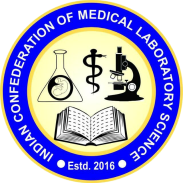 INDIAN CONFEDERATION OF MEDICAL LABORATORY SCIENCE
Estd. 2016